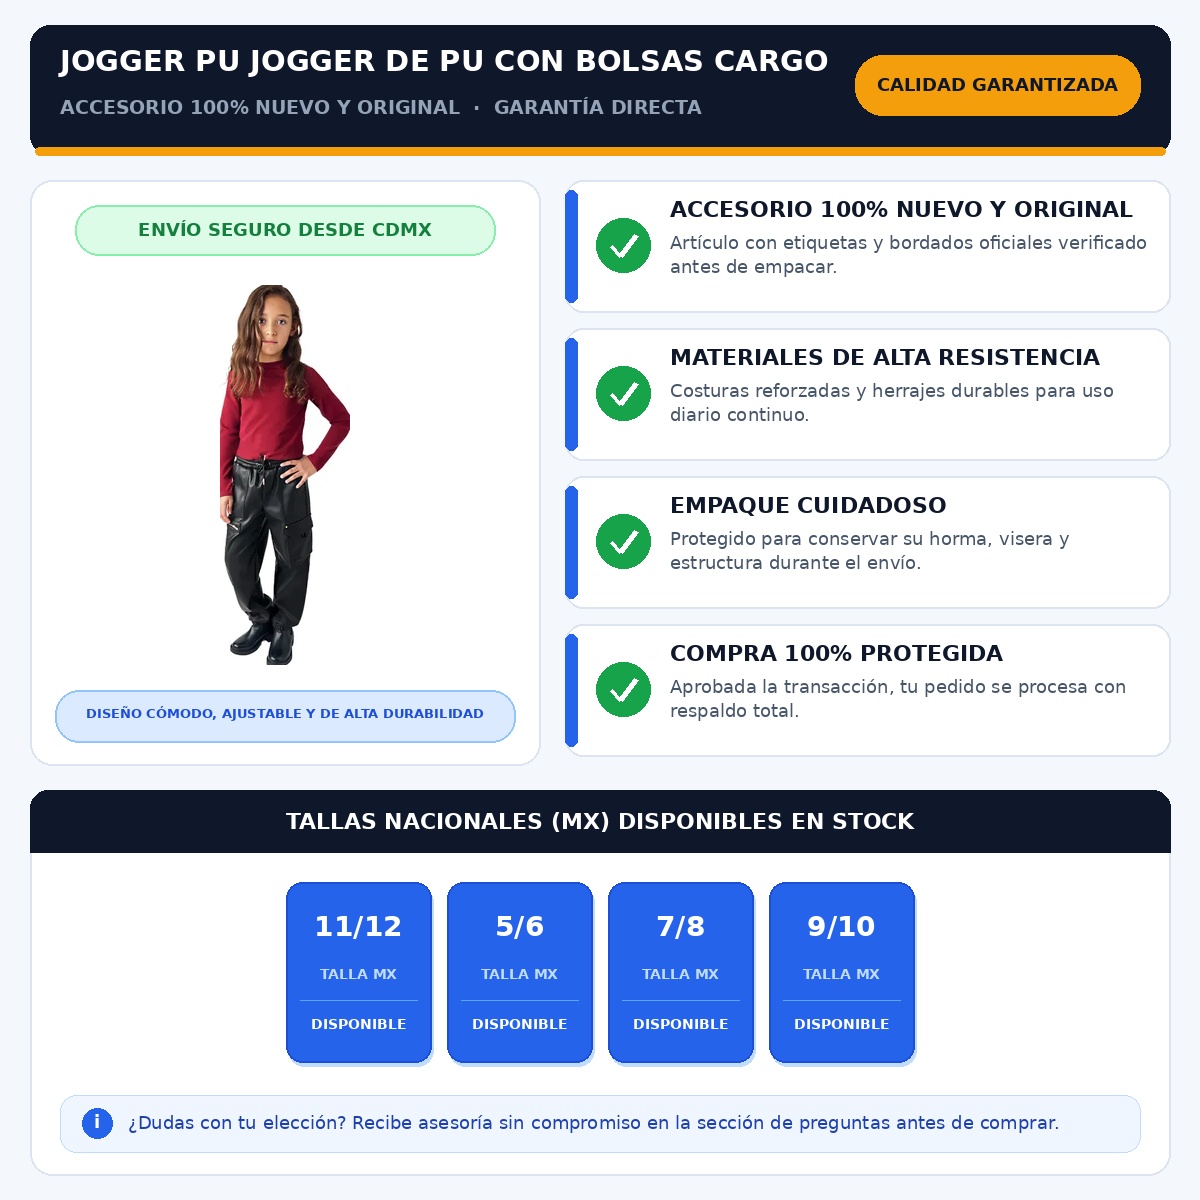 JOGGER PU JOGGER DE PU CON BOLSAS CARGO
ACCESORIO 100% NUEVO Y ORIGINAL · GARANTÍA DIRECTA
CALIDAD GARANTIZADA
ENVÍO SEGURO DESDE CDMX
DISEÑO CÓMODO, AJUSTABLE Y DE ALTA DURABILIDAD
ACCESORIO 100% NUEVO Y ORIGINAL
Artículo con etiquetas y bordados oficiales verificado
antes de empacar.
MATERIALES DE ALTA RESISTENCIA
Costuras reforzadas y herrajes durables para uso
diario continuo.
EMPAQUE CUIDADOSO
Protegido para conservar su horma, visera y
estructura durante el envío.
COMPRA 100% PROTEGIDA
Aprobada la transacción, tu pedido se procesa con
respaldo total.
TALLAS NACIONALES (MX) DISPONIBLES EN STOCK
11/12
TALLA MX
DISPONIBLE
5/6
TALLA MX
DISPONIBLE
7/8
TALLA MX
DISPONIBLE
9/10
TALLA MX
DISPONIBLE
i
¿Dudas con tu elección? Recibe asesoría sin compromiso en la sección de preguntas antes de comprar.